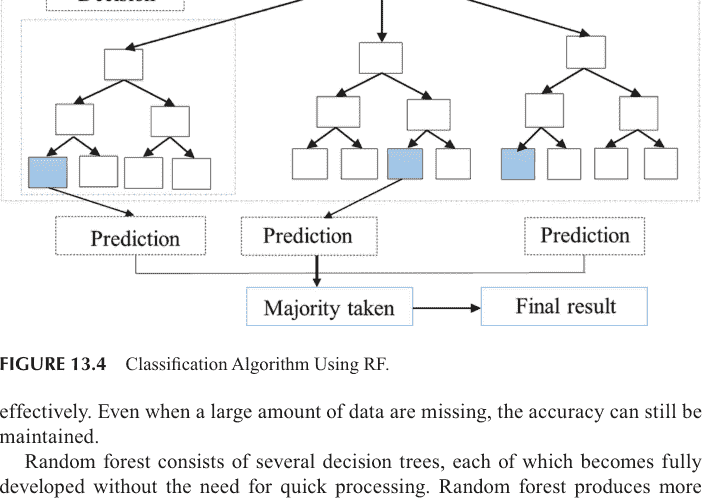 Decision
Prediction
Prediction
Prediction
Majority taken
Final result
FIGURE 13.4 Classification Algorithm Using RF.
effectively. Even when a large amount of data are missing, the accuracy can still be
maintained.
Random forest consists of several decision trees, each of which becomes fully
developed without the need for quick processing. Random forest produces more